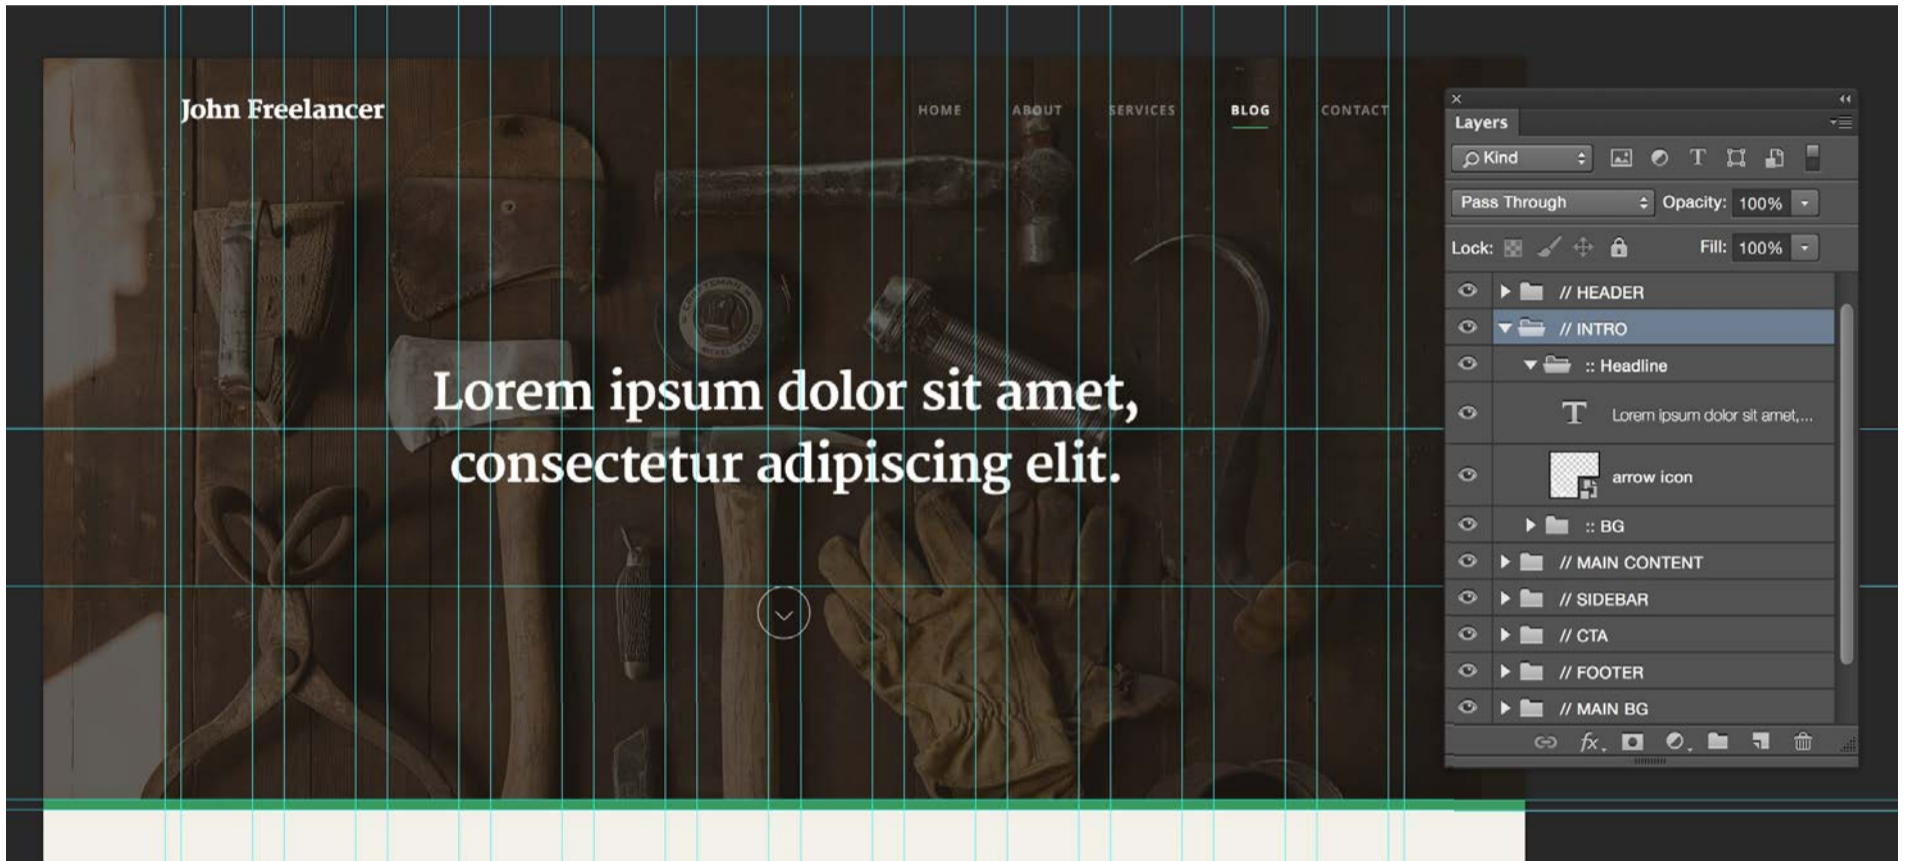 John Freelancer
HOME ABOUT SERVICES BLOG CONTACT
Lorem ipsum dolor sit amet,
consectetur adipiscing elit.
Layers
Kind
Pass Through Opacity: 100%
Lock: Fill: 100%
// HEADER
// INTRO
:: Headline
T Lorem ipsum dolor sit amet,...
arrow icon
:: BG
// MAIN CONTENT
// SIDEBAR
// CTA
// FOOTER
// MAIN BG
fx